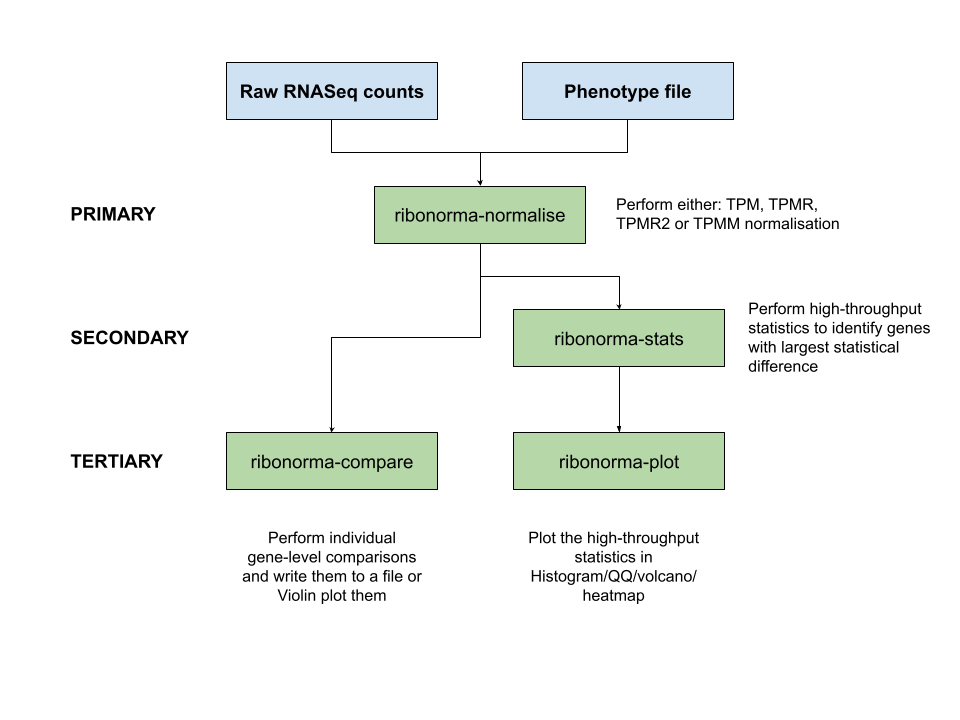 Raw RNASeq counts
Phenotype file
PRIMARY
ribonorma-normalise
Perform either: TPM, TPMR,
TPMR2 or TPMM normalisation
SECONDARY
ribonorma-stats
Perform high-throughput
statistics to identify genes
with largest statistical
difference
TERTIARY
ribonorma-compare
ribonorma-plot
Perform individual
gene-level comparisons
and write them to a file or
Violin plot them
Plot the high-throughput
statistics in
Histogram/QQ/volcano/
heatmap